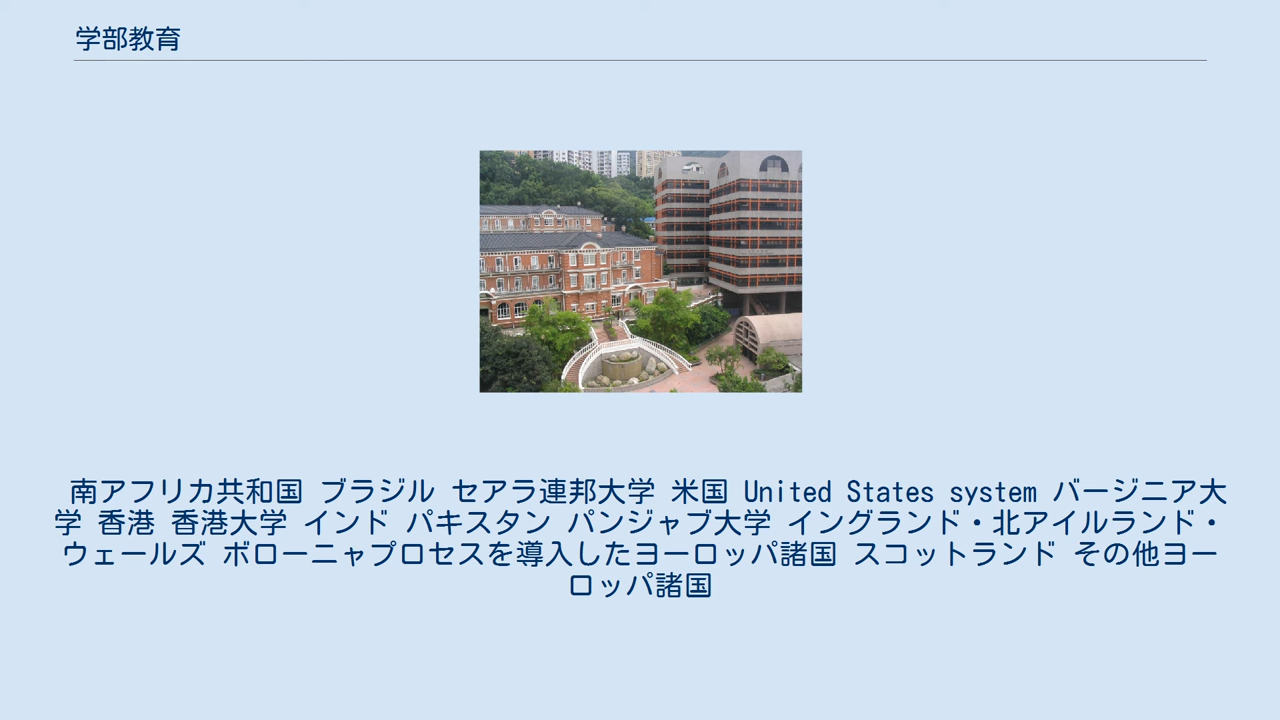 学部教育
南アフリカ共和国 ブラジル セアラ連邦大学 米国 United States system バージニア大
学 香港 香港大学 インド パキスタン パンジャブ大学 イングランド・北アイルランド・
ウェールズ ボローニャプロセスを導入したヨーロッパ諸国 スコットランド その他ヨー
ロッパ諸国